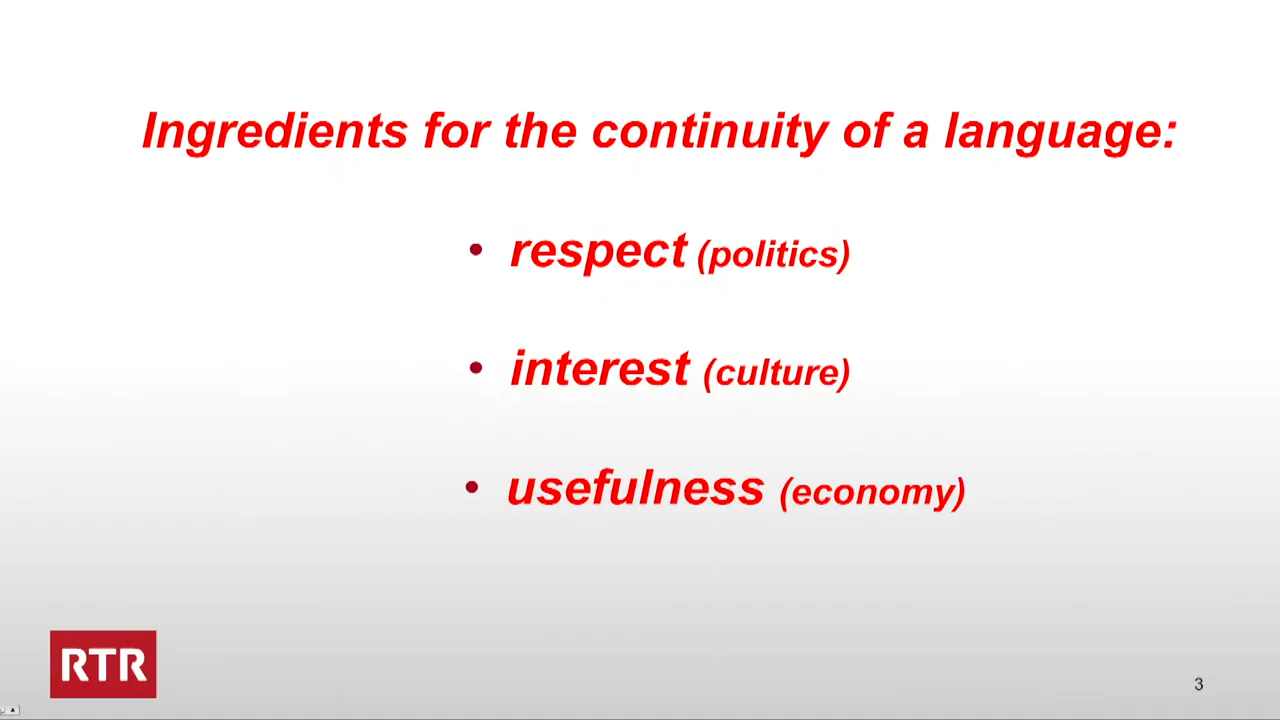 Ingredients for the continuity of a language:
• respect (politics)
• interest (culture)
• usefulness (economy)
RTR
3